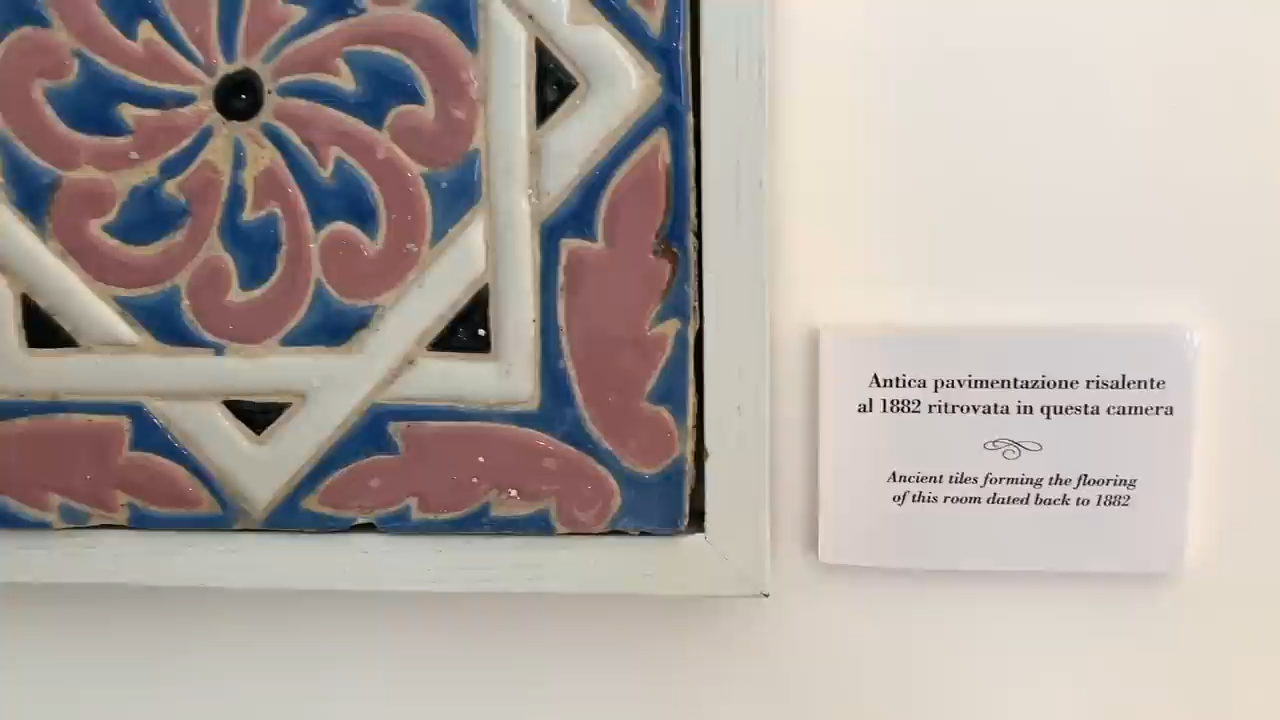 Antica pavimentazione risalente
al 1882 ritrovata in questa camera
Ancient tiles forming the flooring
of this room dated back to 1882